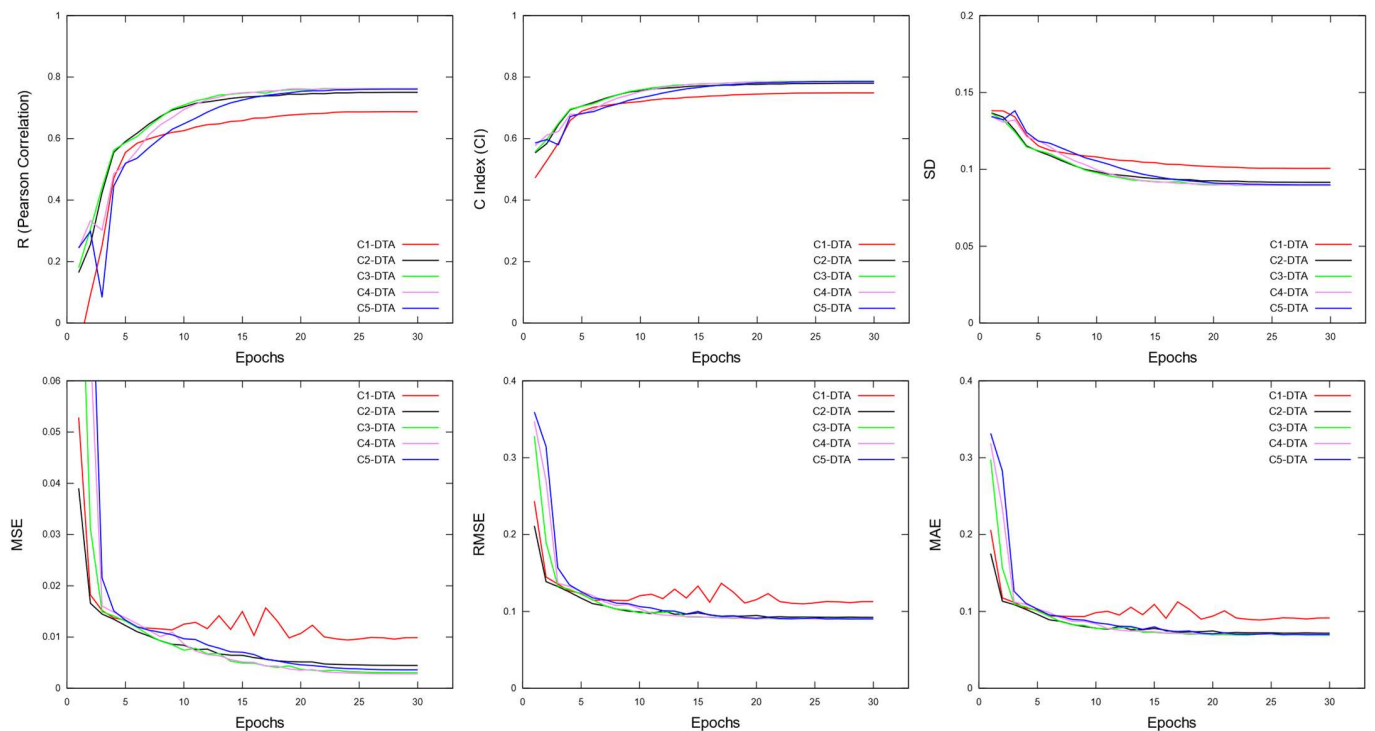 R (Pearson Correlation)
1
0.8
0.6
0.4
0.2
0
0 5 10 15 20 25 30
Epochs
C1-DTA
C2-DTA
C3-DTA
C4-DTA
C5-DTA
C Index (CI)
1
0.8
0.6
0.4
0.2
0
0 5 10 15 20 25 30
Epochs
C1-DTA
C2-DTA
C3-DTA
C4-DTA
C5-DTA
SD
0.2
0.15
0.1
0.05
0
0 5 10 15 20 25 30
Epochs
C1-DTA
C2-DTA
C3-DTA
C4-DTA
C5-DTA
MSE
0.06
0.05
0.04
0.03
0.02
0.01
0
0 5 10 15 20 25 30
Epochs
C1-DTA
C2-DTA
C3-DTA
C4-DTA
C5-DTA
RMSE
0.4
0.3
0.2
0.1
0
0 5 10 15 20 25 30
Epochs
C1-DTA
C2-DTA
C3-DTA
C4-DTA
C5-DTA
MAE
0.4
0.3
0.2
0.1
0
0 5 10 15 20 25 30
Epochs
C1-DTA
C2-DTA
C3-DTA
C4-DTA
C5-DTA